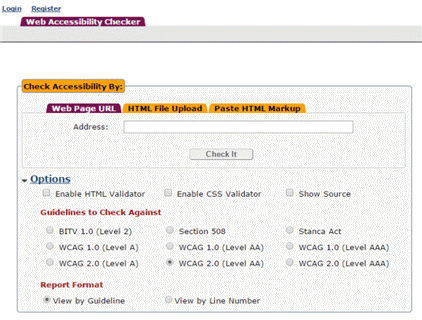 Login Register
Web Accessibility Checker
Check Accessibility By:
Web Page URL HTML File Upload Paste HTML Markup
Address:
Check It
Options
Enable HTML Validator Enable CSS Validator Show Source
Guidelines to Check Against
BITV 1.0 (Level 2) Section 508 Stanca Act
WCAG 1.0 (Level A) WCAG 1.0 (Level AA) WCAG 1.0 (Level AAA)
WCAG 2.0 (Level A) WCAG 2.0 (Level AA) WCAG 2.0 (Level AAA)
Report Format
View by Guideline View by Line Number